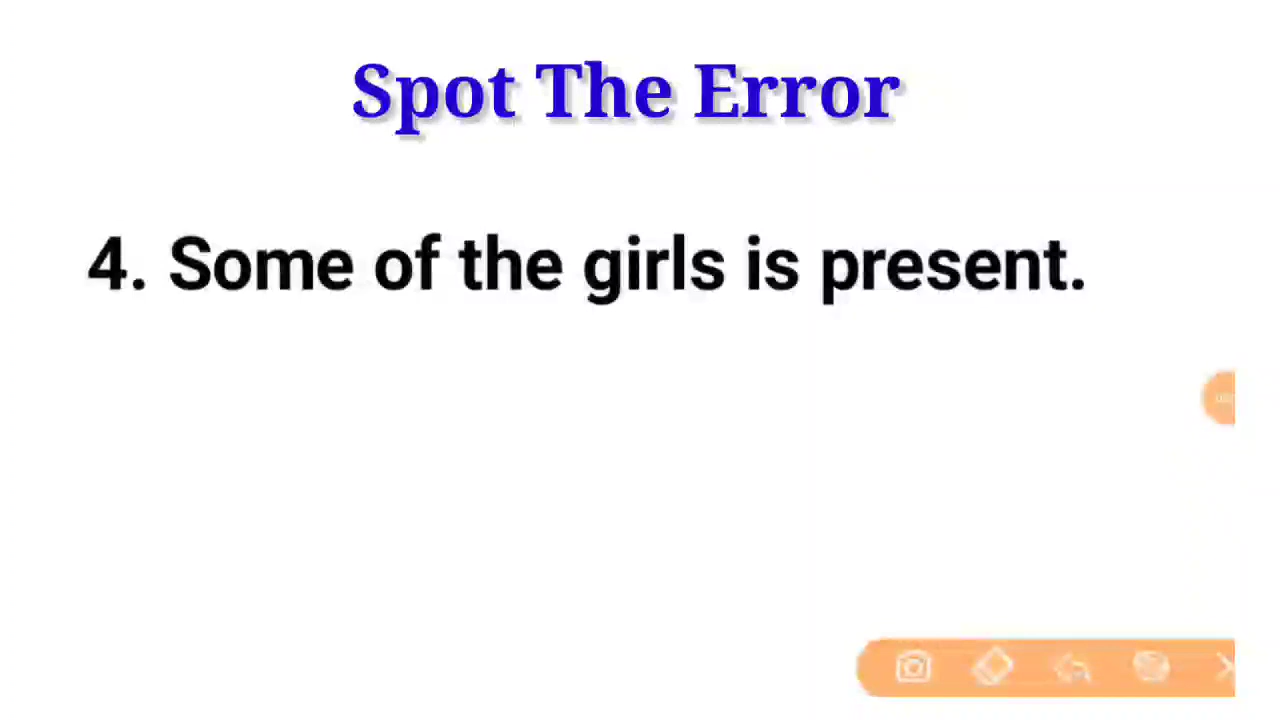 Spot The Error
4. Some of the girls is present.